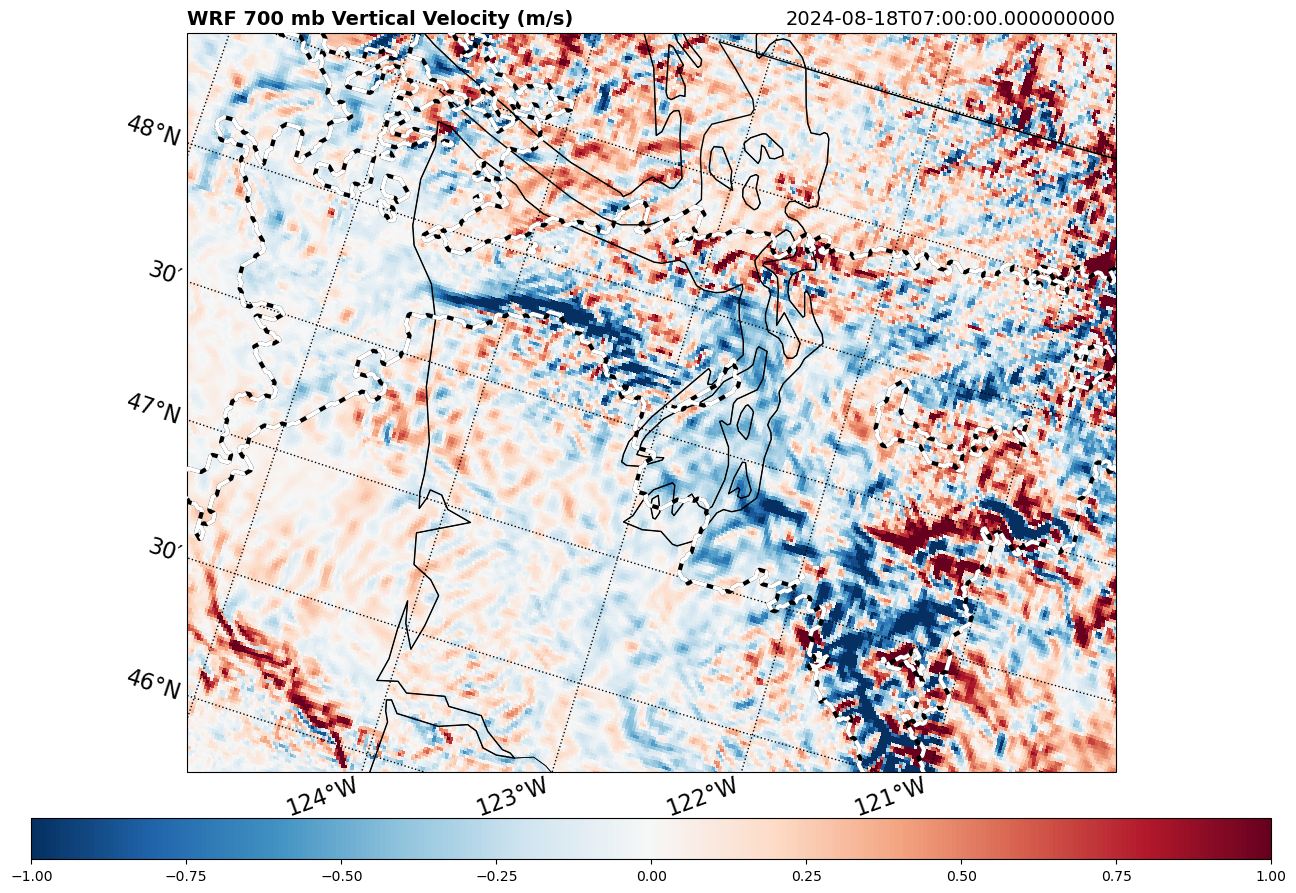 WRF 700 mb Vertical Velocity (m/s)
2024-08-18T07:00:00.000000000
48°N
30′
47°N
30′
46°N
124°W
123°W
122°W
121°W
−1.00
−0.75
−0.50
−0.25
0.00
0.25
0.50
0.75
1.00